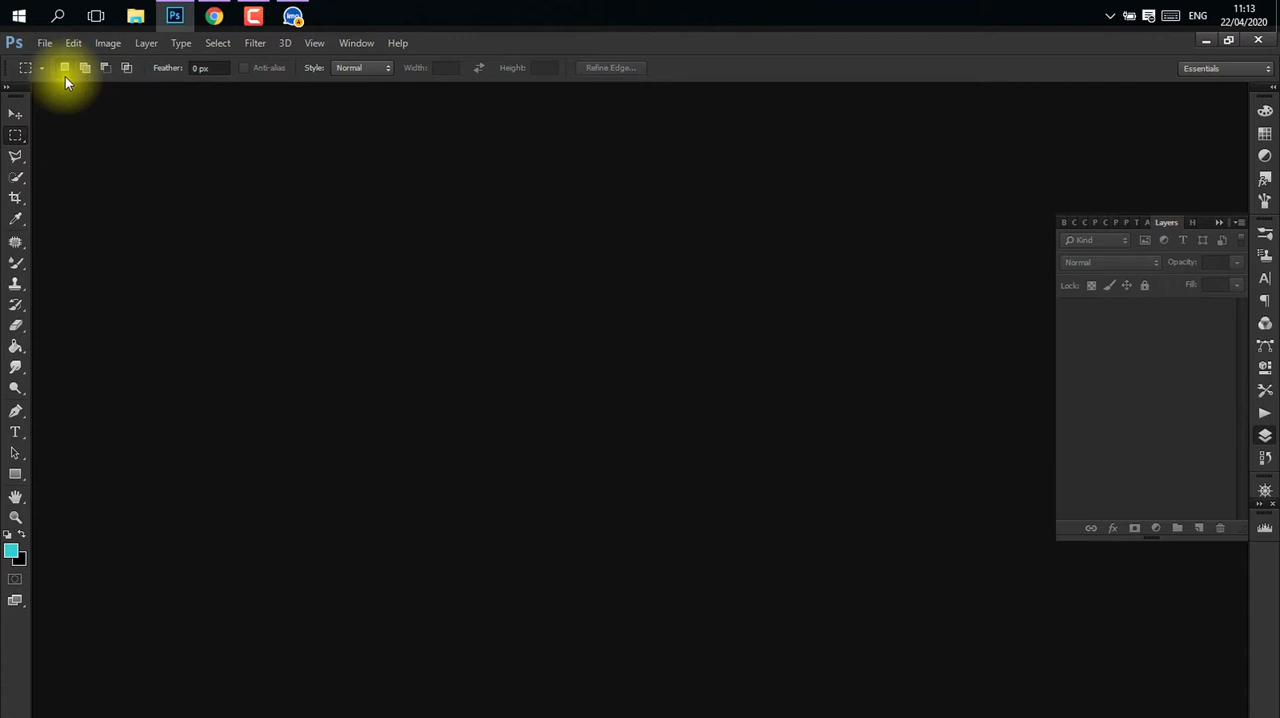 11:13
ENG
22/04/2020
Ps
Ps File Edit Image Layer Type Select Filter 3D View Window Help
Feather: 0 px Anti-alias Style: Normal Width: Height: Refine Edge... Essentials
B C C P C P P T A Layers H
Kind
Normal Opacity:
Lock: Fill: